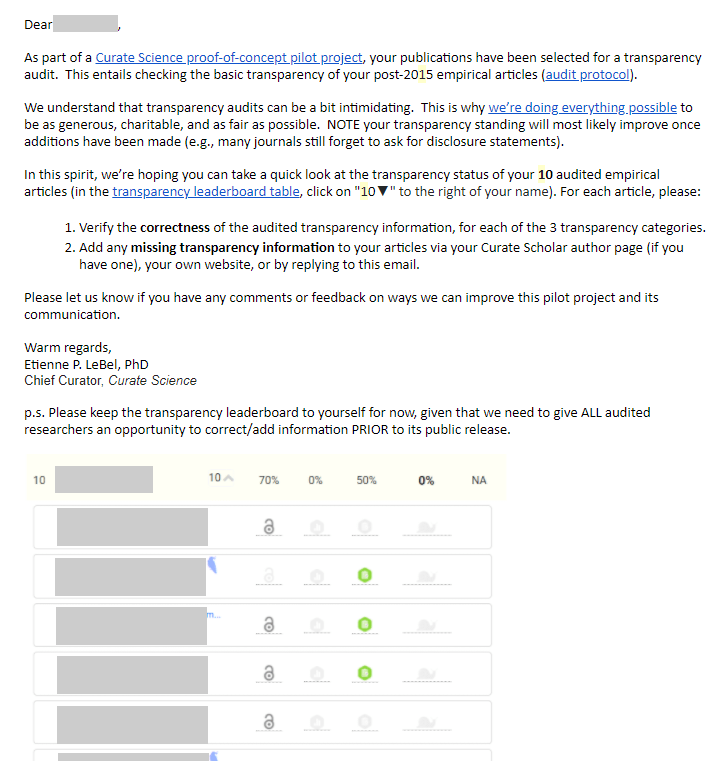 Dear ,
As part of a Curate Science proof-of-concept pilot project, your publications have been selected for a transparency
audit. This entails checking the basic transparency of your post-2015 empirical articles (audit protocol).
We understand that transparency audits can be a bit intimidating. This is why we're doing everything possible to
be as generous, charitable, and as fair as possible. NOTE your transparency standing will most likely improve once
additions have been made (e.g., many journals still forget to ask for disclosure statements).
In this spirit, we're hoping you can take a quick look at the transparency status of your 10 audited empirical
articles (in the transparency leaderboard table, click on "10▼" to the right of your name). For each article, please:
1. Verify the correctness of the audited transparency information, for each of the 3 transparency categories.
2. Add any missing transparency information to your articles via your Curate Scholar author page (if you
have one), your own website, or by replying to this email.
Please let us know if you have any comments or feedback on ways we can improve this pilot project and its
communication.
Warm regards,
Etienne P. LeBel, PhD
Chief Curator, Curate Science
p.s. Please keep the transparency leaderboard to yourself for now, given that we need to give ALL audited
researchers an opportunity to correct/add information PRIOR to its public release.
10 10 70% 0% 50% 0% NA
m...